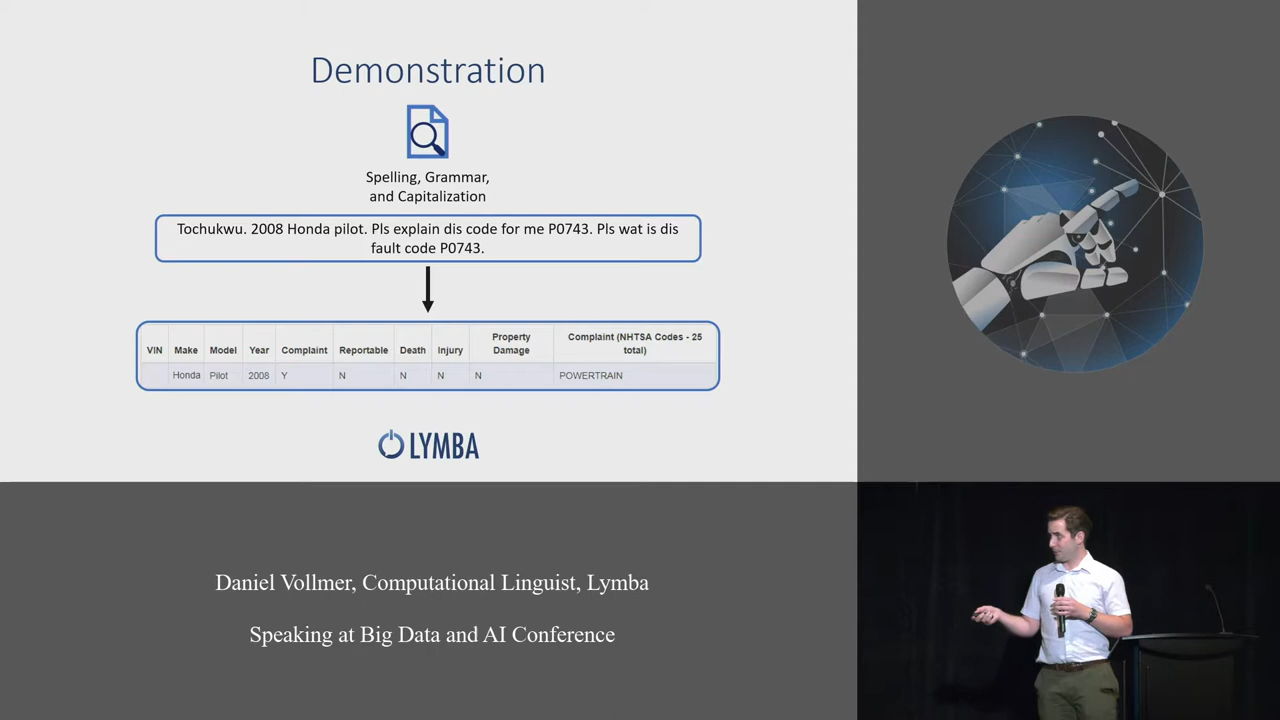 Demonstration
Spelling, Grammar,
and Capitalization
Tochukwu. 2008 Honda pilot. Pls explain dis code for me P0743. Pls wat is dis
fault code P0743.
VIN Make Model Year Complaint Reportable Death Injury Property Damage Complaint (NHTSA Codes - 25 total)
Honda Pilot 2008 Y N N N N POWERTRAIN
LYMBA
Daniel Vollmer, Computational Linguist, Lymba
Speaking at Big Data and AI Conference